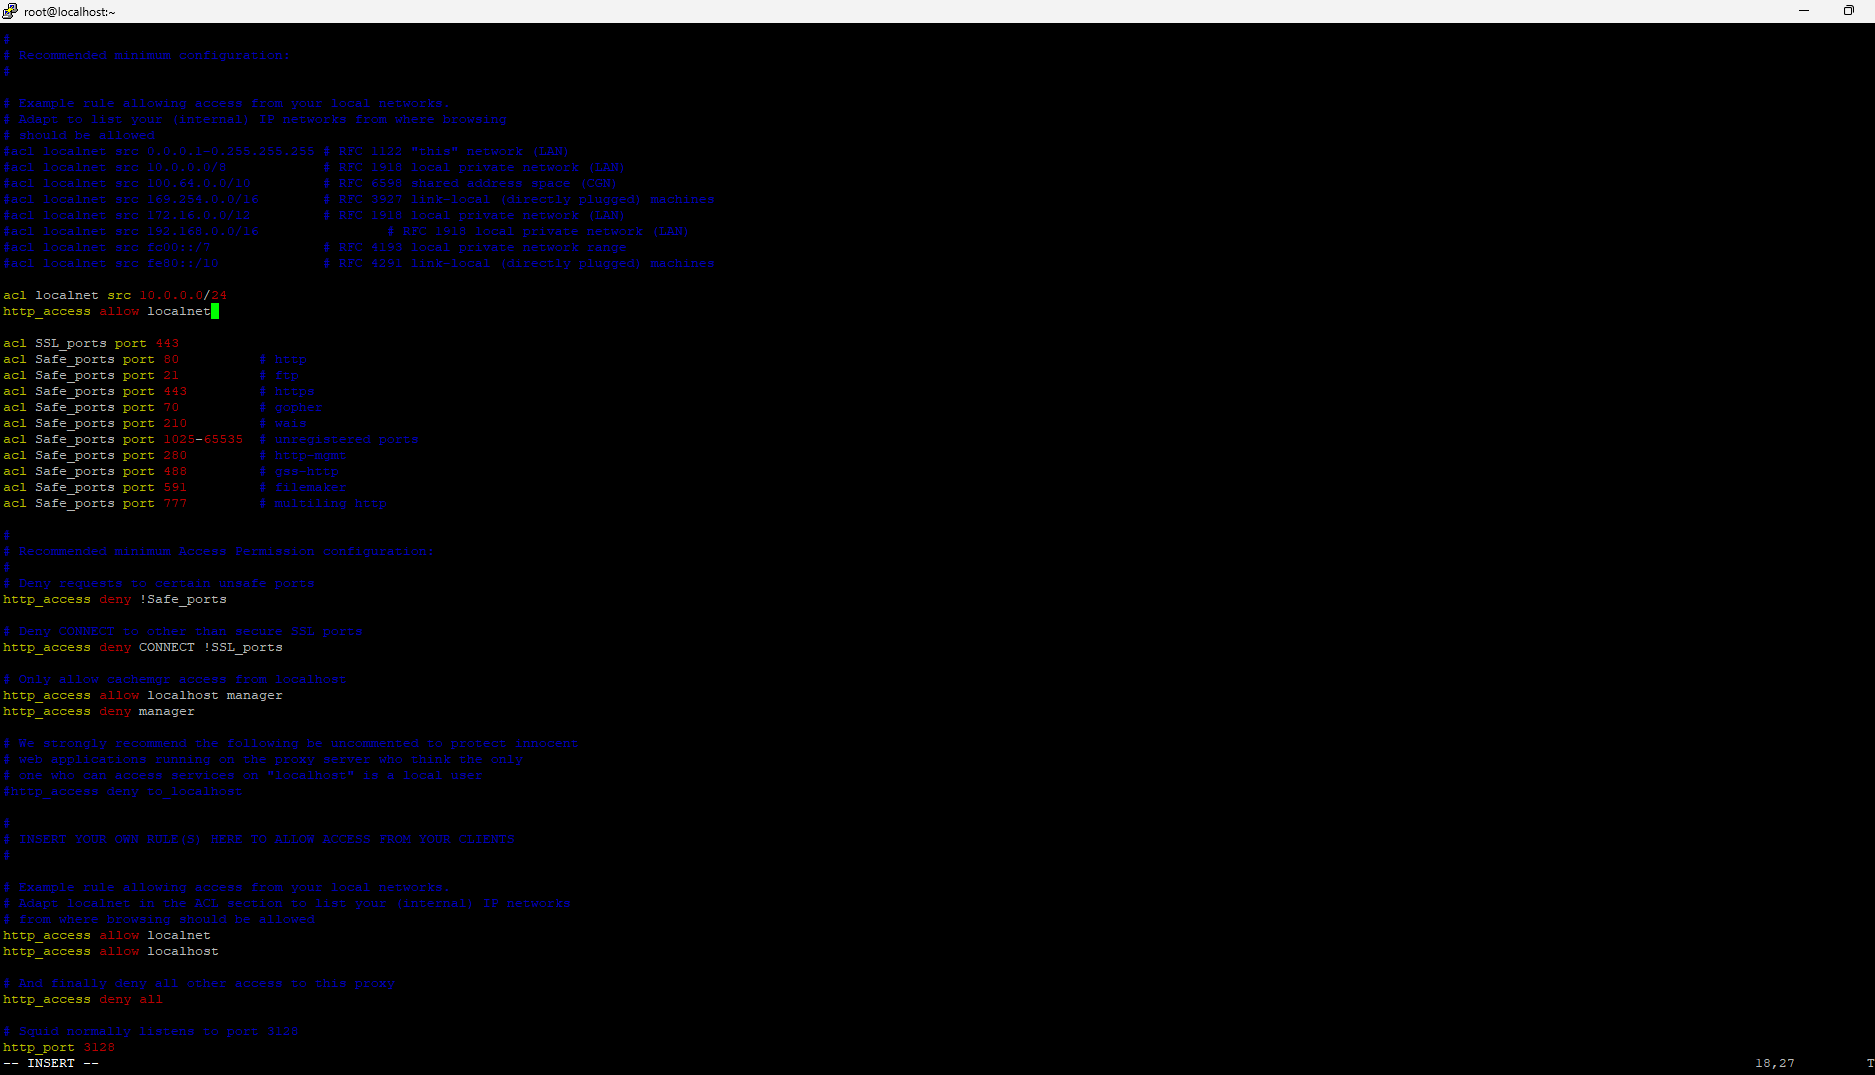 root@localhost:~
#
# Recommended minimum configuration:
#
# Example rule allowing access from your local networks.
# Adapt to list your (internal) IP networks from where browsing
# should be allowed
#acl localnet src 0.0.0.1-0.255.255.255 # RFC 1122 "this" network (LAN)
#acl localnet src 10.0.0.0/8 # RFC 1918 local private network (LAN)
#acl localnet src 100.64.0.0/10 # RFC 6598 shared address space (CGN)
#acl localnet src 169.254.0.0/16 # RFC 3927 link-local (directly plugged) machines
#acl localnet src 172.16.0.0/12 # RFC 1918 local private network (LAN)
#acl localnet src 192.168.0.0/16 # RFC 1918 local private network (LAN)
#acl localnet src fc00::/7 # RFC 4193 local private network range
#acl localnet src fe80::/10 # RFC 4291 link-local (directly plugged) machines
acl localnet src 10.0.0.0/24
http_access allow localnet
acl SSL_ports port 443
acl Safe_ports port 80 # http
acl Safe_ports port 21 # ftp
acl Safe_ports port 443 # https
acl Safe_ports port 70 # gopher
acl Safe_ports port 210 # wais
acl Safe_ports port 1025-65535 # unregistered ports
acl Safe_ports port 280 # http-mgmt
acl Safe_ports port 488 # gss-http
acl Safe_ports port 591 # filemaker
acl Safe_ports port 777 # multiling http
#
# Recommended minimum Access Permission configuration:
#
# Deny requests to certain unsafe ports
http_access deny !Safe_ports
# Deny CONNECT to other than secure SSL ports
http_access deny CONNECT !SSL_ports
# Only allow cachemgr access from localhost
http_access allow localhost manager
http_access deny manager
# We strongly recommend the following be uncommented to protect innocent
# web applications running on the proxy server who think the only
# one who can access services on "localhost" is a local user
#http_access deny to_localhost
#
# INSERT YOUR OWN RULE(S) HERE TO ALLOW ACCESS FROM YOUR CLIENTS
#
# Example rule allowing access from your local networks.
# Adapt localnet in the ACL section to list your (internal) IP networks
# from where browsing should be allowed
http_access allow localnet
http_access allow localhost
# And finally deny all other access to this proxy
http_access deny all
# Squid normally listens to port 3128
http_port 3128
-- INSERT -- 18,27 T